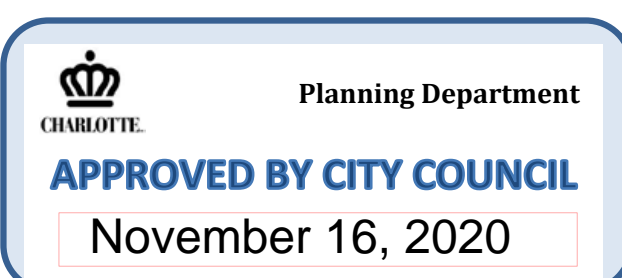 Planning Department
CHARLOTTE.
APPROVED BY CITY COUNCIL
November 16, 2020